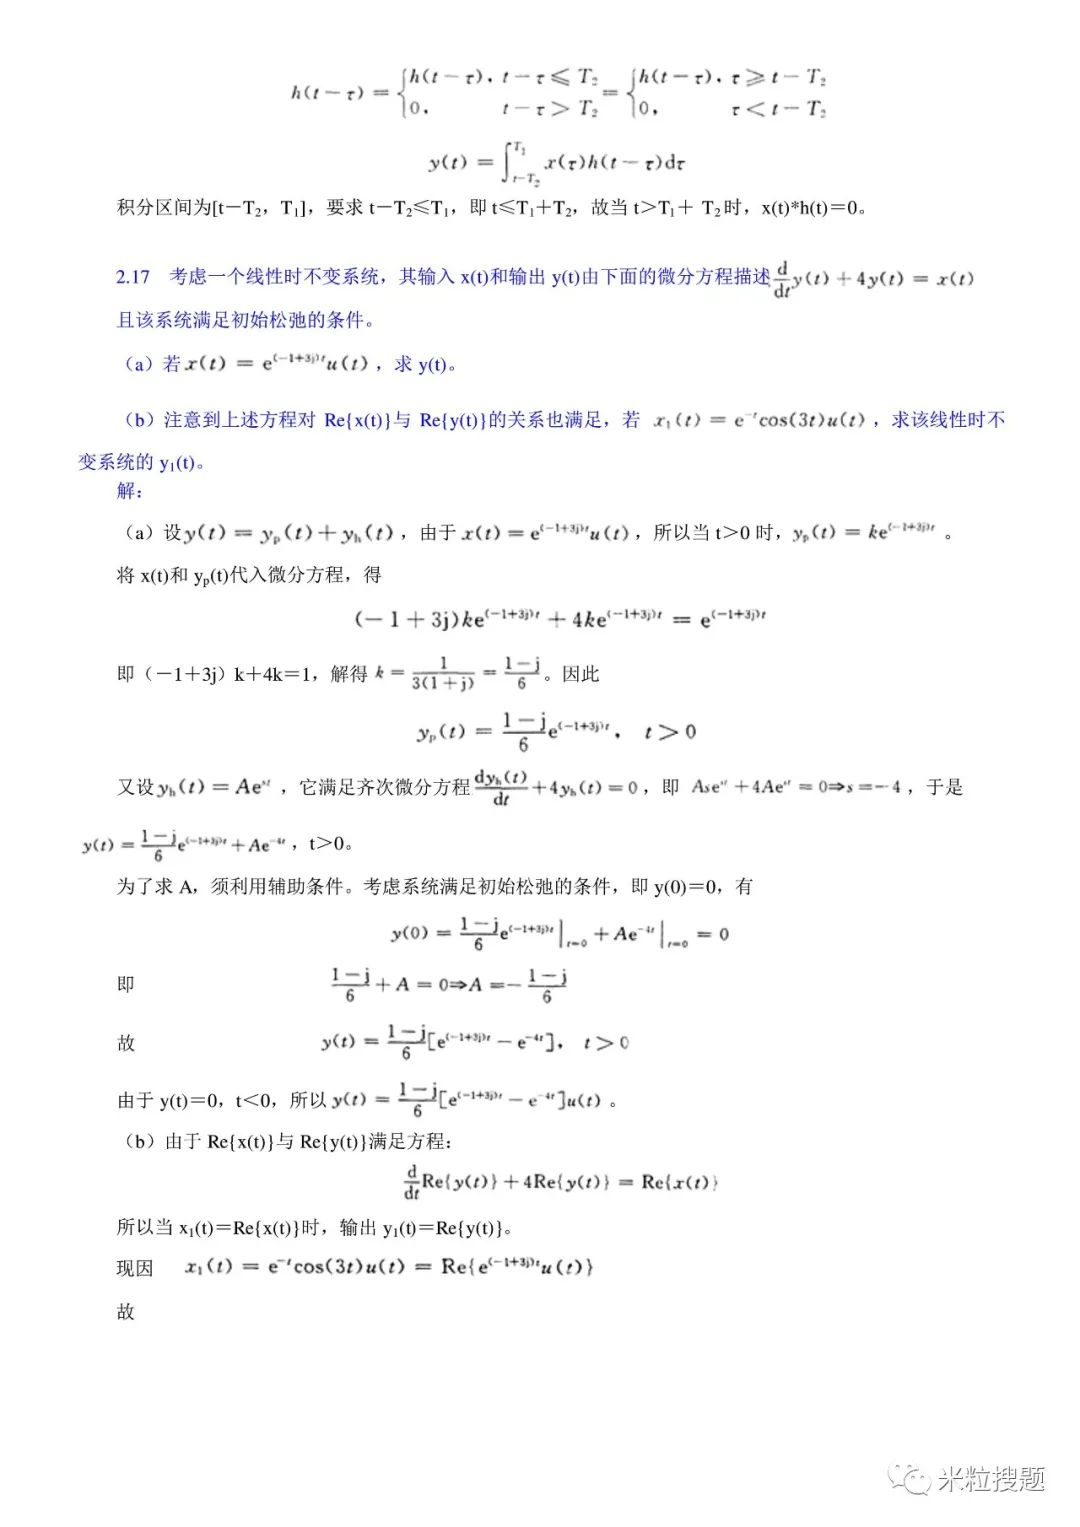 h(t－τ) = {h(t－τ), t－τ ≤ T₂ = {h(t－τ), τ ≥ t－T₂
{0, t－τ > T₂ {0, τ < t－T₂
y(t) = ∫_{t－T₂}^{T₁} x(τ)h(t－τ)dτ
积分区间为[t－T₂，T₁]，要求 t－T₂≤T₁，即 t≤T₁＋T₂，故当 t＞T₁＋ T₂时，x(t)*h(t)＝0。
2.17 考虑一个线性时不变系统，其输入 x(t)和输出 y(t)由下面的微分方程描述 d/dt y(t) + 4y(t) = x(t)
且该系统满足初始松弛的条件。
（a）若 x(t) = e^{(-1+3j)t}u(t)，求 y(t)。
（b）注意到上述方程对 Re{x(t)}与 Re{y(t)}的关系也满足，若 x₁(t) = e^{-t}cos(3t)u(t)，求该线性时不
变系统的 y₁(t)。
解：
（a）设 y(t) = y_p(t) + y_h(t)，由于 x(t) = e^{(-1+3j)t}u(t)，所以当 t＞0 时，y_p(t) = ke^{(-1+3j)t} 。
将 x(t)和 y_p(t)代入微分方程，得
(－1＋3j)ke^{(-1+3j)t} + 4ke^{(-1+3j)t} = e^{(-1+3j)t}
即（－1＋3j）k＋4k＝1，解得 k = 1/3(1+j) = (1－j)/6。因此
y_p(t) = (1－j)/6 e^{(-1+3j)t}, t > 0
又设 y_h(t) = Ae^{st}，它满足齐次微分方程 dy_h(t)/dt + 4y_h(t) = 0，即 Ase^{st} + 4Ae^{st} = 0⇒s = －4，于是
y(t) = (1－j)/6 e^{(-1+3j)t} + Ae^{-4t}，t＞0。
为了求 A，须利用辅助条件。考虑系统满足初始松弛的条件，即 y(0)＝0，有
y(0) = (1－j)/6 e^{(-1+3j)t}|_{t=0} + Ae^{-4t}|_{t=0} = 0
即 (1－j)/6 + A = 0⇒A = －(1－j)/6
故 y(t) = (1－j)/6 [e^{(-1+3j)t} － e^{-4t}], t > 0
由于 y(t)=0，t＜0，所以 y(t) = (1－j)/6 [e^{(-1+3j)t} － e^{-4t}]u(t) 。
（b）由于 Re{x(t)}与 Re{y(t)}满足方程：
d/dt Re{y(t)} + 4Re{y(t)} = Re{x(t)}
所以当 x₁(t)＝Re{x(t)}时，输出 y₁(t)＝Re{y(t)}。
现因 x₁(t) = e^{-t}cos(3t)u(t) = Re{e^{(-1+3j)t}u(t)}
故
米粒搜题